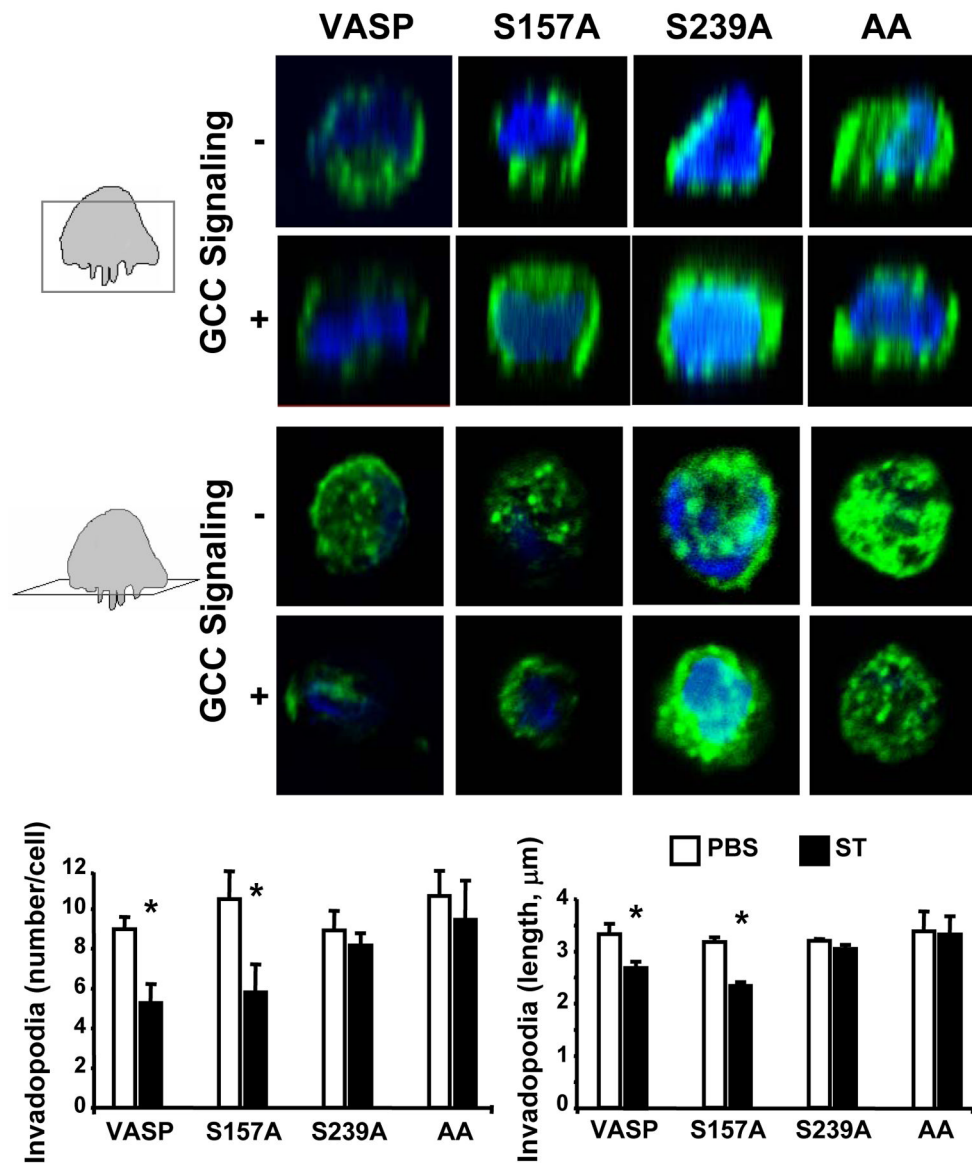 VASP S157A S239A AA
GCC Signaling
-
+
GCC Signaling
-
+
Invadopodia (number/cell)
12
10
8
6
4
2
0
VASP S157A S239A AA
* *
PBS ST
Invadopodia (length, μm)
4
3
2
1
0
VASP S157A S239A AA
* *